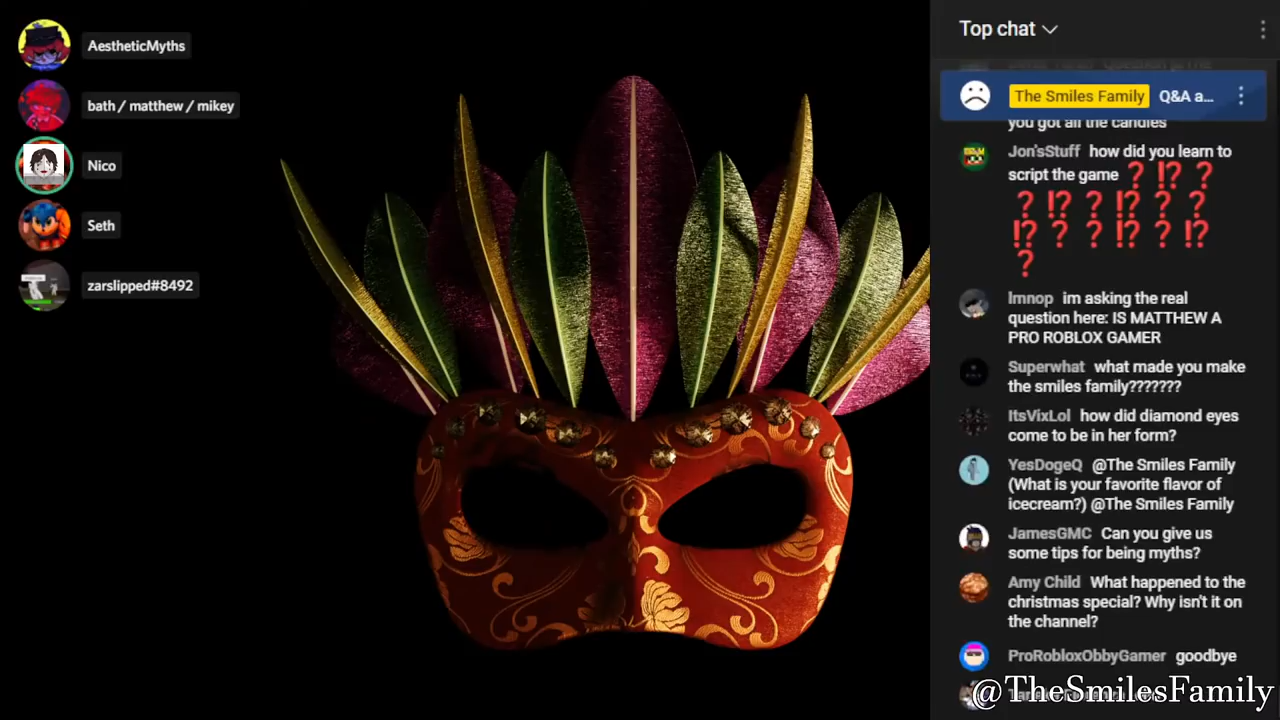 AestheticMyths
bath / matthew / mikey
Nico
Seth
zarslipped#8492
Top chat
The Smiles Family Q&A a...
you got all the candies
Jon'sStuff how did you learn to
script the game ❓ ⁉️ ❓
❓ ⁉️ ❓ ⁉️ ❓ ❓
⁉️ ❓ ❓ ⁉️ ❓ ⁉️
❓
lmnop im asking the real
question here: IS MATTHEW A
PRO ROBLOX GAMER
Superwhat what made you make
the smiles family???????
ItsVixLol how did diamond eyes
come to be in her form?
YesDogeQ @The Smiles Family
(What is your favorite flavor of
icecream?) @The Smiles Family
JamesGMC Can you give us
some tips for being myths?
Amy Child What happened to the
christmas special? Why isn't it on
the channel?
ProRobloxObbyGamer goodbye
@TheSmilesFamily